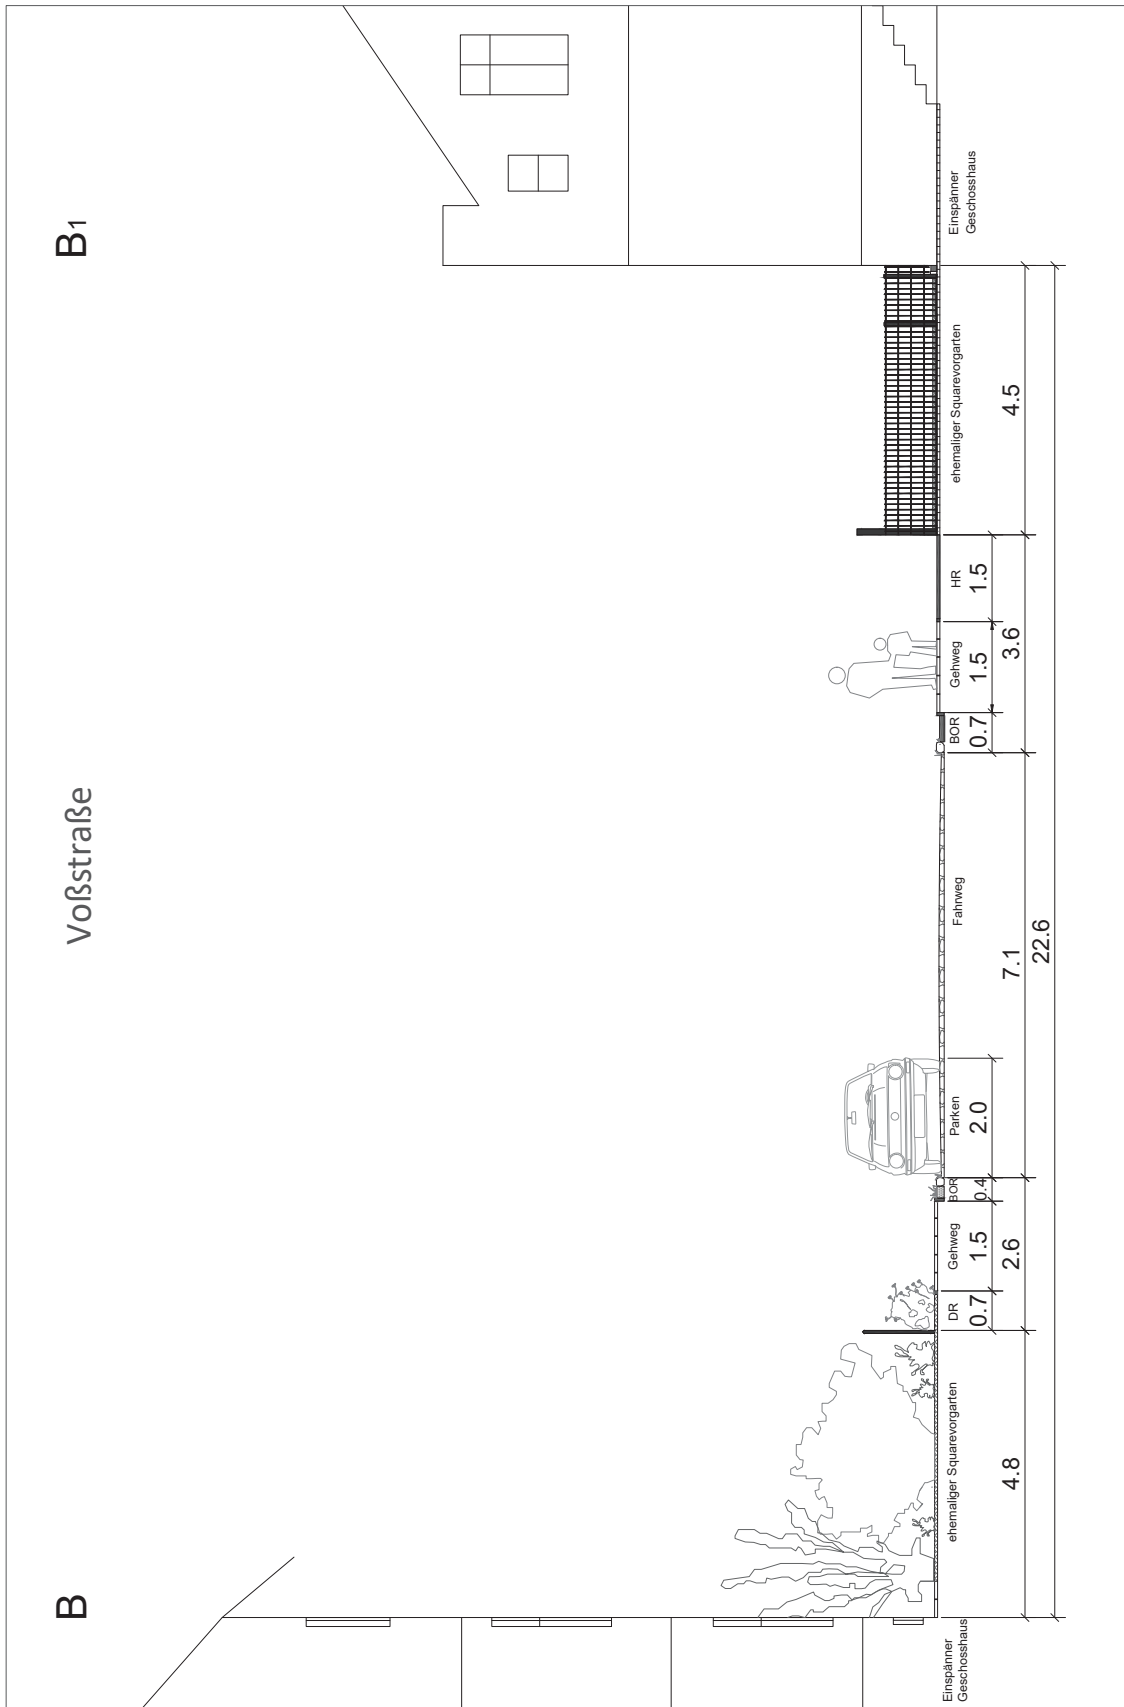 Voßstraße
B
B1
Einspänner
Geschosshaus
ehemaliger Squarevorgarten
DR
Gehweg
BOR
Parken
Fahrweg
BOR
Gehweg
HR
ehemaliger Squarevorgarten
Einspänner
Geschosshaus
0.7
1.5
0.4
2.0
0.7
1.5
1.5
4.8
2.6
7.1
3.6
4.5
22.6